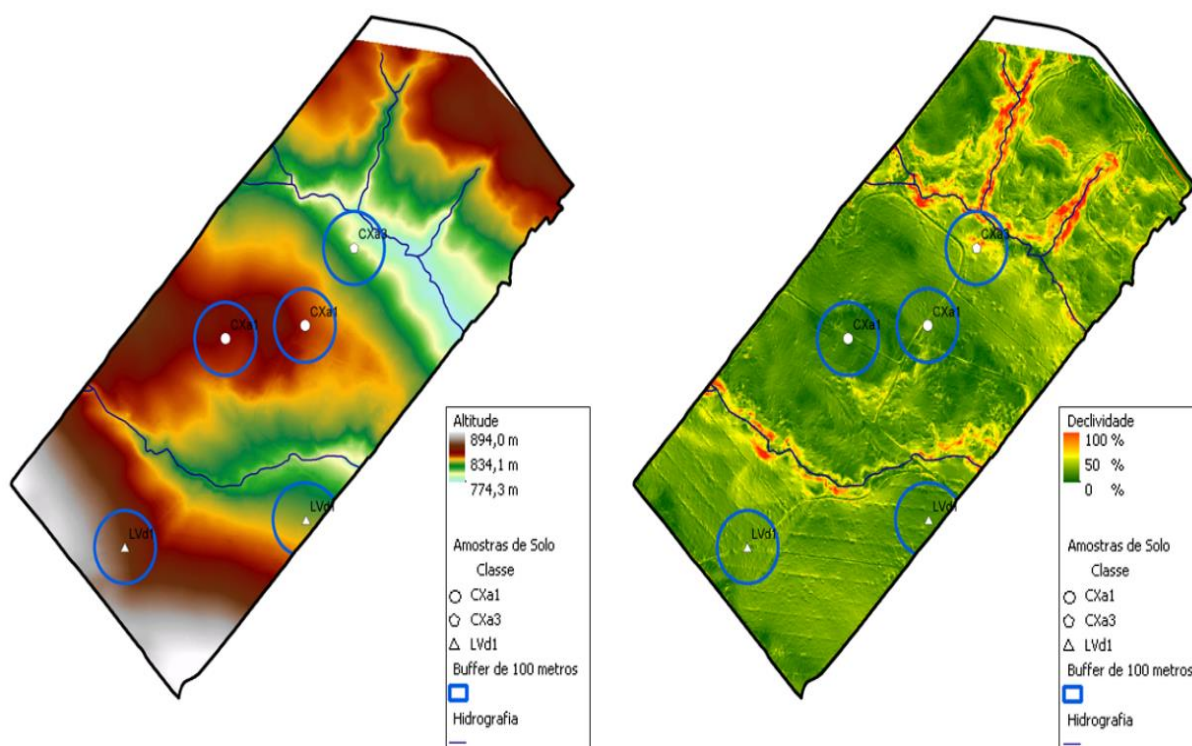 CXa3
CXa1
CXa1
LVd1
LVd1
Altitude
894,0 m
834,1 m
774,3 m
Amostras de Solo
Classe
CXa1
CXa3
LVd1
Buffer de 100 metros
Hidrografia
CXa3
CXa1
CXa1
LVd1
LVd1
Declividade
100 %
50 %
0 %
Amostras de Solo
Classe
CXa1
CXa3
LVd1
Buffer de 100 metros
Hidrografia